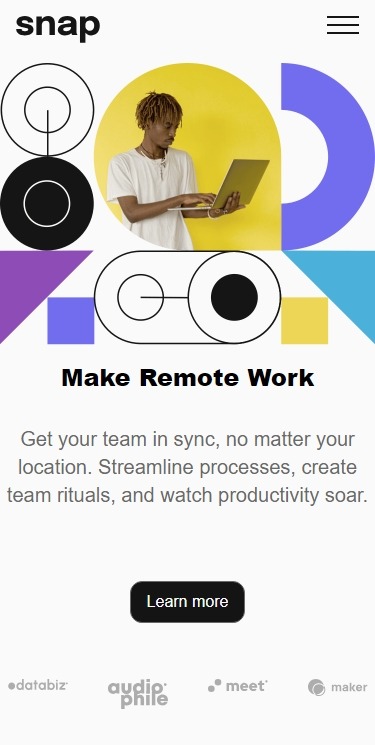 snap
Make Remote Work
Get your team in sync, no matter your
location. Streamline processes, create
team rituals, and watch productivity soar.
Learn more
databiz
audio
phile
meet
maker